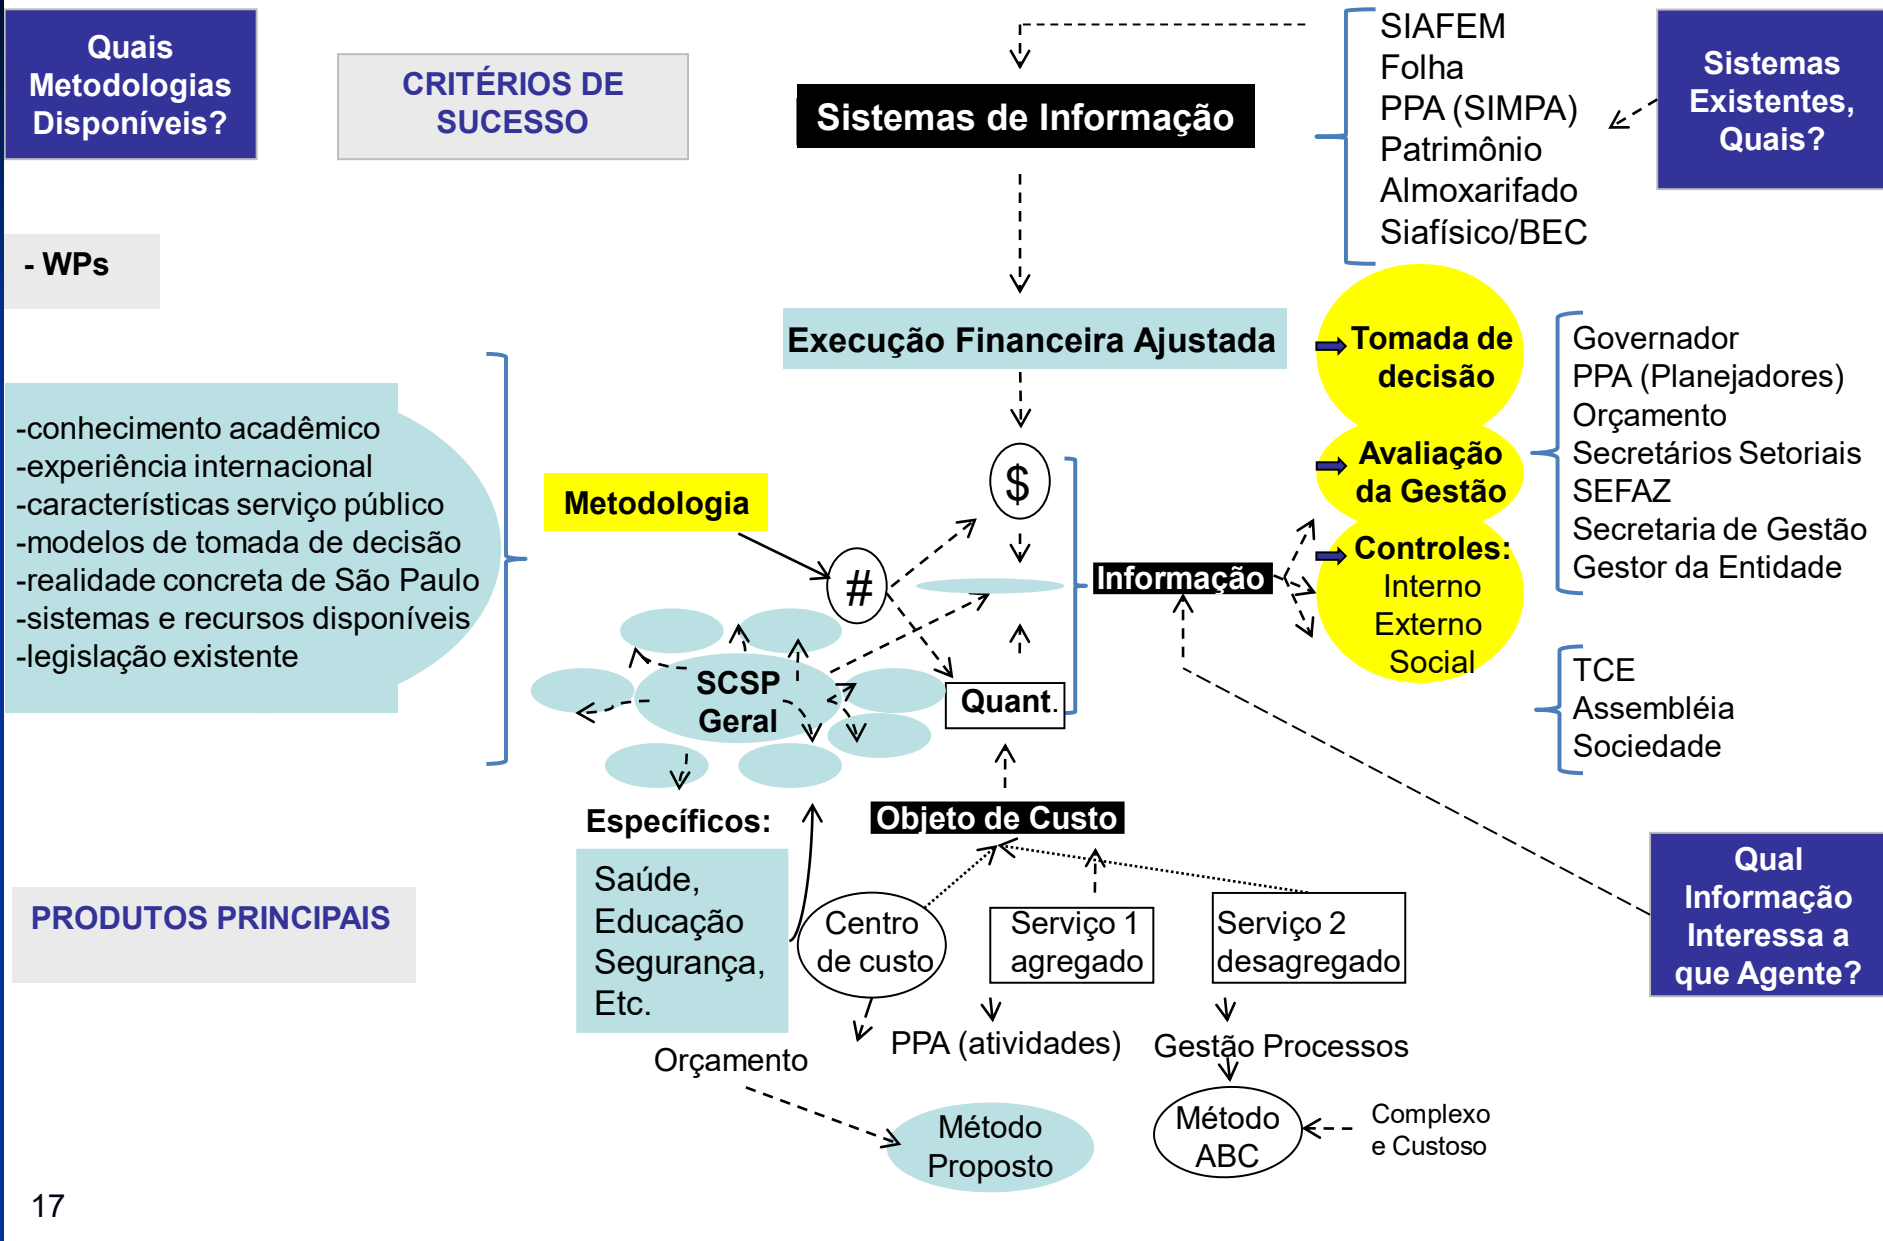 Quais
Metodologias
Disponíveis?
CRITÉRIOS DE
SUCESSO
Sistemas de Informação
SIAFEM
Folha
PPA (SIMPA)
Patrimônio
Almoxarifado
Siafísico/BEC
Sistemas
Existentes,
Quais?
- WPs
Execução Financeira Ajustada
Tomada de
decisão
Avaliação
da Gestão
Controles:
Interno
Externo
Social
Governador
PPA (Planejadores)
Orçamento
Secretários Setoriais
SEFAZ
Secretaria de Gestão
Gestor da Entidade
TCE
Assembléia
Sociedade
-conhecimento acadêmico
-experiência internacional
-características serviço público
-modelos de tomada de decisão
-realidade concreta de São Paulo
-sistemas e recursos disponíveis
-legislação existente
Metodologia
$
#
Informação
SCSP
Geral
Quant.
Específicos:
Saúde,
Educação
Segurança,
Etc.
Objeto de Custo
Centro
de custo
Serviço 1
agregado
Serviço 2
desagregado
Qual
Informação
Interessa a
que Agente?
PRODUTOS PRINCIPAIS
Orçamento
PPA (atividades)
Gestão Processos
Método
Proposto
Método
ABC
Complexo
e Custoso
17